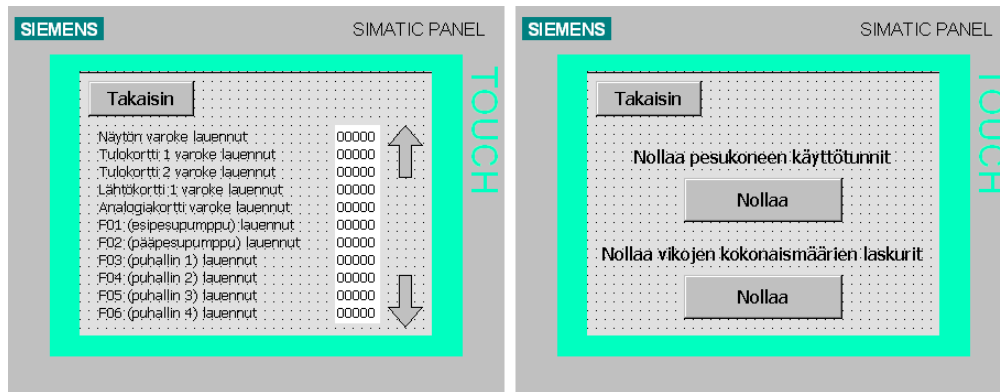 SIEMENS
SIMATIC PANEL
TOUCH
Takaisin
Näytön varoke lauennut 00000
Tulokortti 1 varoke lauennut 00000
Tulokortti 2 varoke lauennut 00000
Lähtökortti 1 varoke lauennut 00000
Analogiakortti varoke lauennut 00000
F01 (esipesupumppu) lauennut 00000
F02 (pääpesupumppu) lauennut 00000
F03 (puhallin 1) lauennut 00000
F04 (puhallin 2) lauennut 00000
F05 (puhallin 3) lauennut 00000
F06 (puhallin 4) lauennut 00000
SIEMENS
SIMATIC PANEL
TOUCH
Takaisin
Nollaa pesukoneen käyttötunnit
Nollaa
Nollaa vikojen kokonaismäärien laskurit
Nollaa